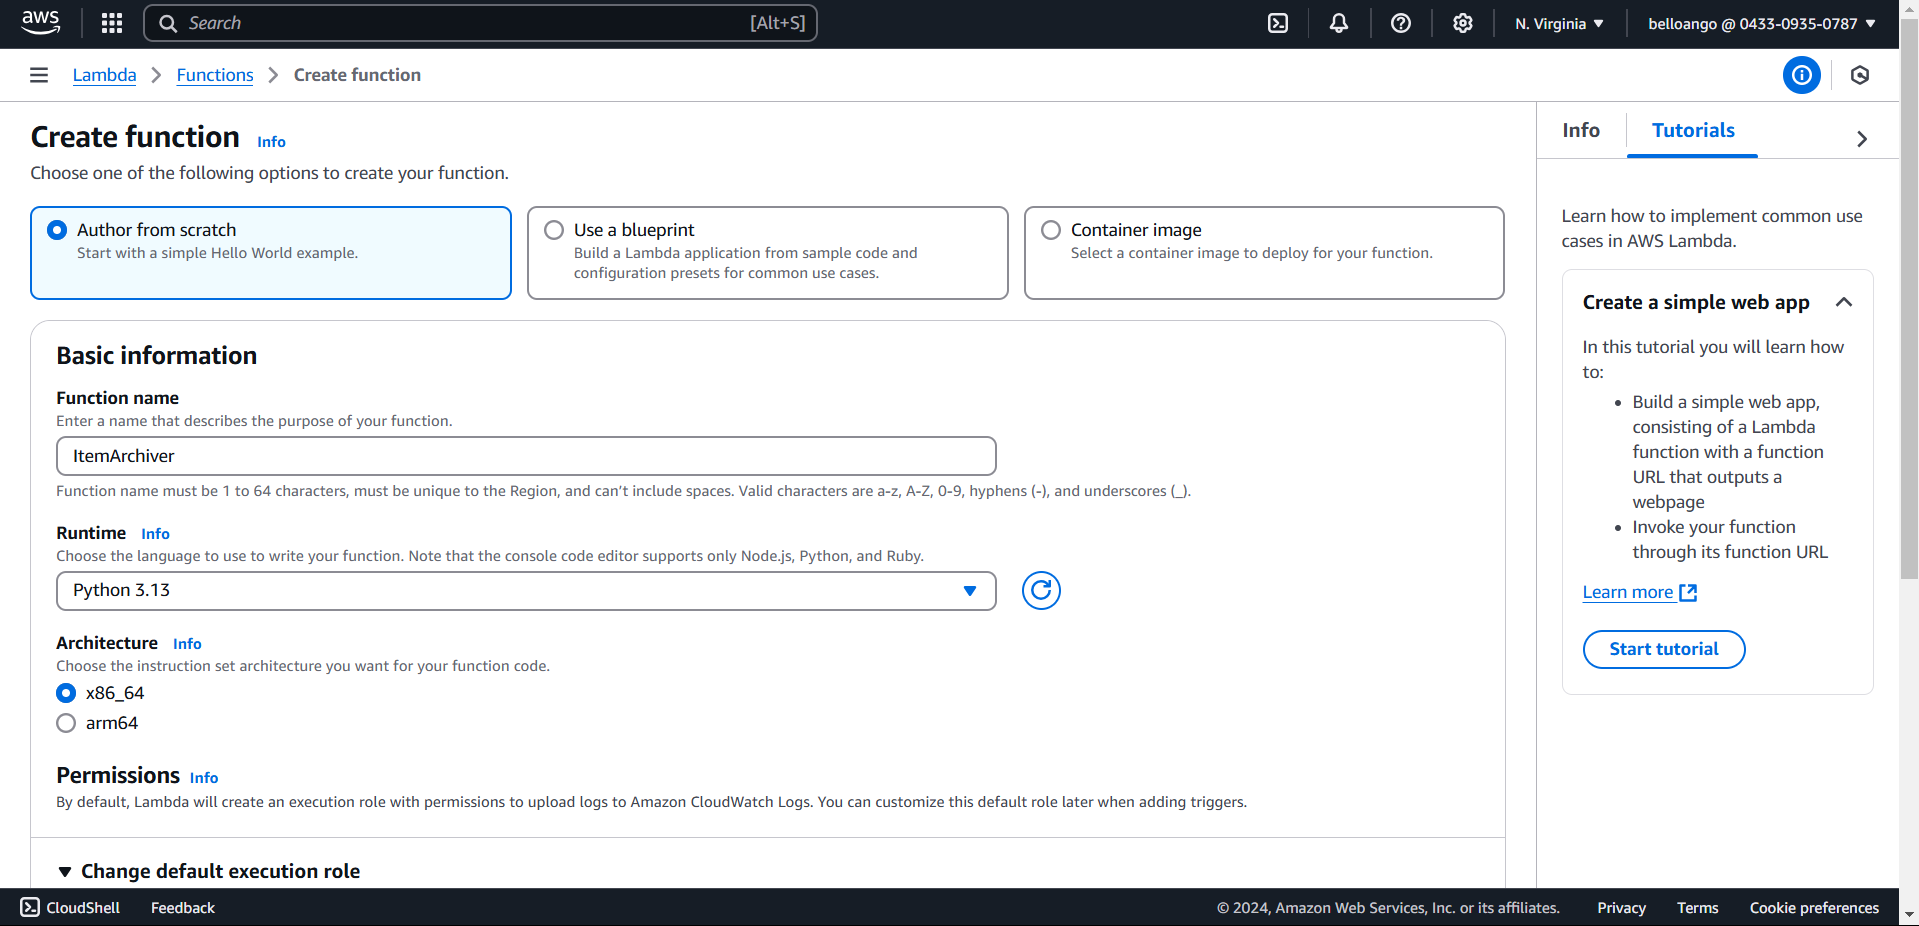 aws
Search
[Alt+S]
N. Virginia
belloango @ 0433-0935-0787
Lambda
Functions
Create function
Create function Info
Choose one of the following options to create your function.
Author from scratch
Start with a simple Hello World example.
Use a blueprint
Build a Lambda application from sample code and
configuration presets for common use cases.
Container image
Select a container image to deploy for your function.
Basic information
Function name
Enter a name that describes the purpose of your function.
ItemArchiver
Function name must be 1 to 64 characters, must be unique to the Region, and can’t include spaces. Valid characters are a-z, A-Z, 0-9, hyphens (-), and underscores (_).
Runtime Info
Choose the language to use to write your function. Note that the console code editor supports only Node.js, Python, and Ruby.
Python 3.13
Architecture Info
Choose the instruction set architecture you want for your function code.
x86_64
arm64
Permissions Info
By default, Lambda will create an execution role with permissions to upload logs to Amazon CloudWatch Logs. You can customize this default role later when adding triggers.
Change default execution role
Info
Tutorials
Learn how to implement common use
cases in AWS Lambda.
Create a simple web app
In this tutorial you will learn how
to:
• Build a simple web app,
consisting of a Lambda
function with a function
URL that outputs a
webpage
• Invoke your function
through its function URL
Learn more
Start tutorial
CloudShell
Feedback
© 2024, Amazon Web Services, Inc. or its affiliates.
Privacy
Terms
Cookie preferences